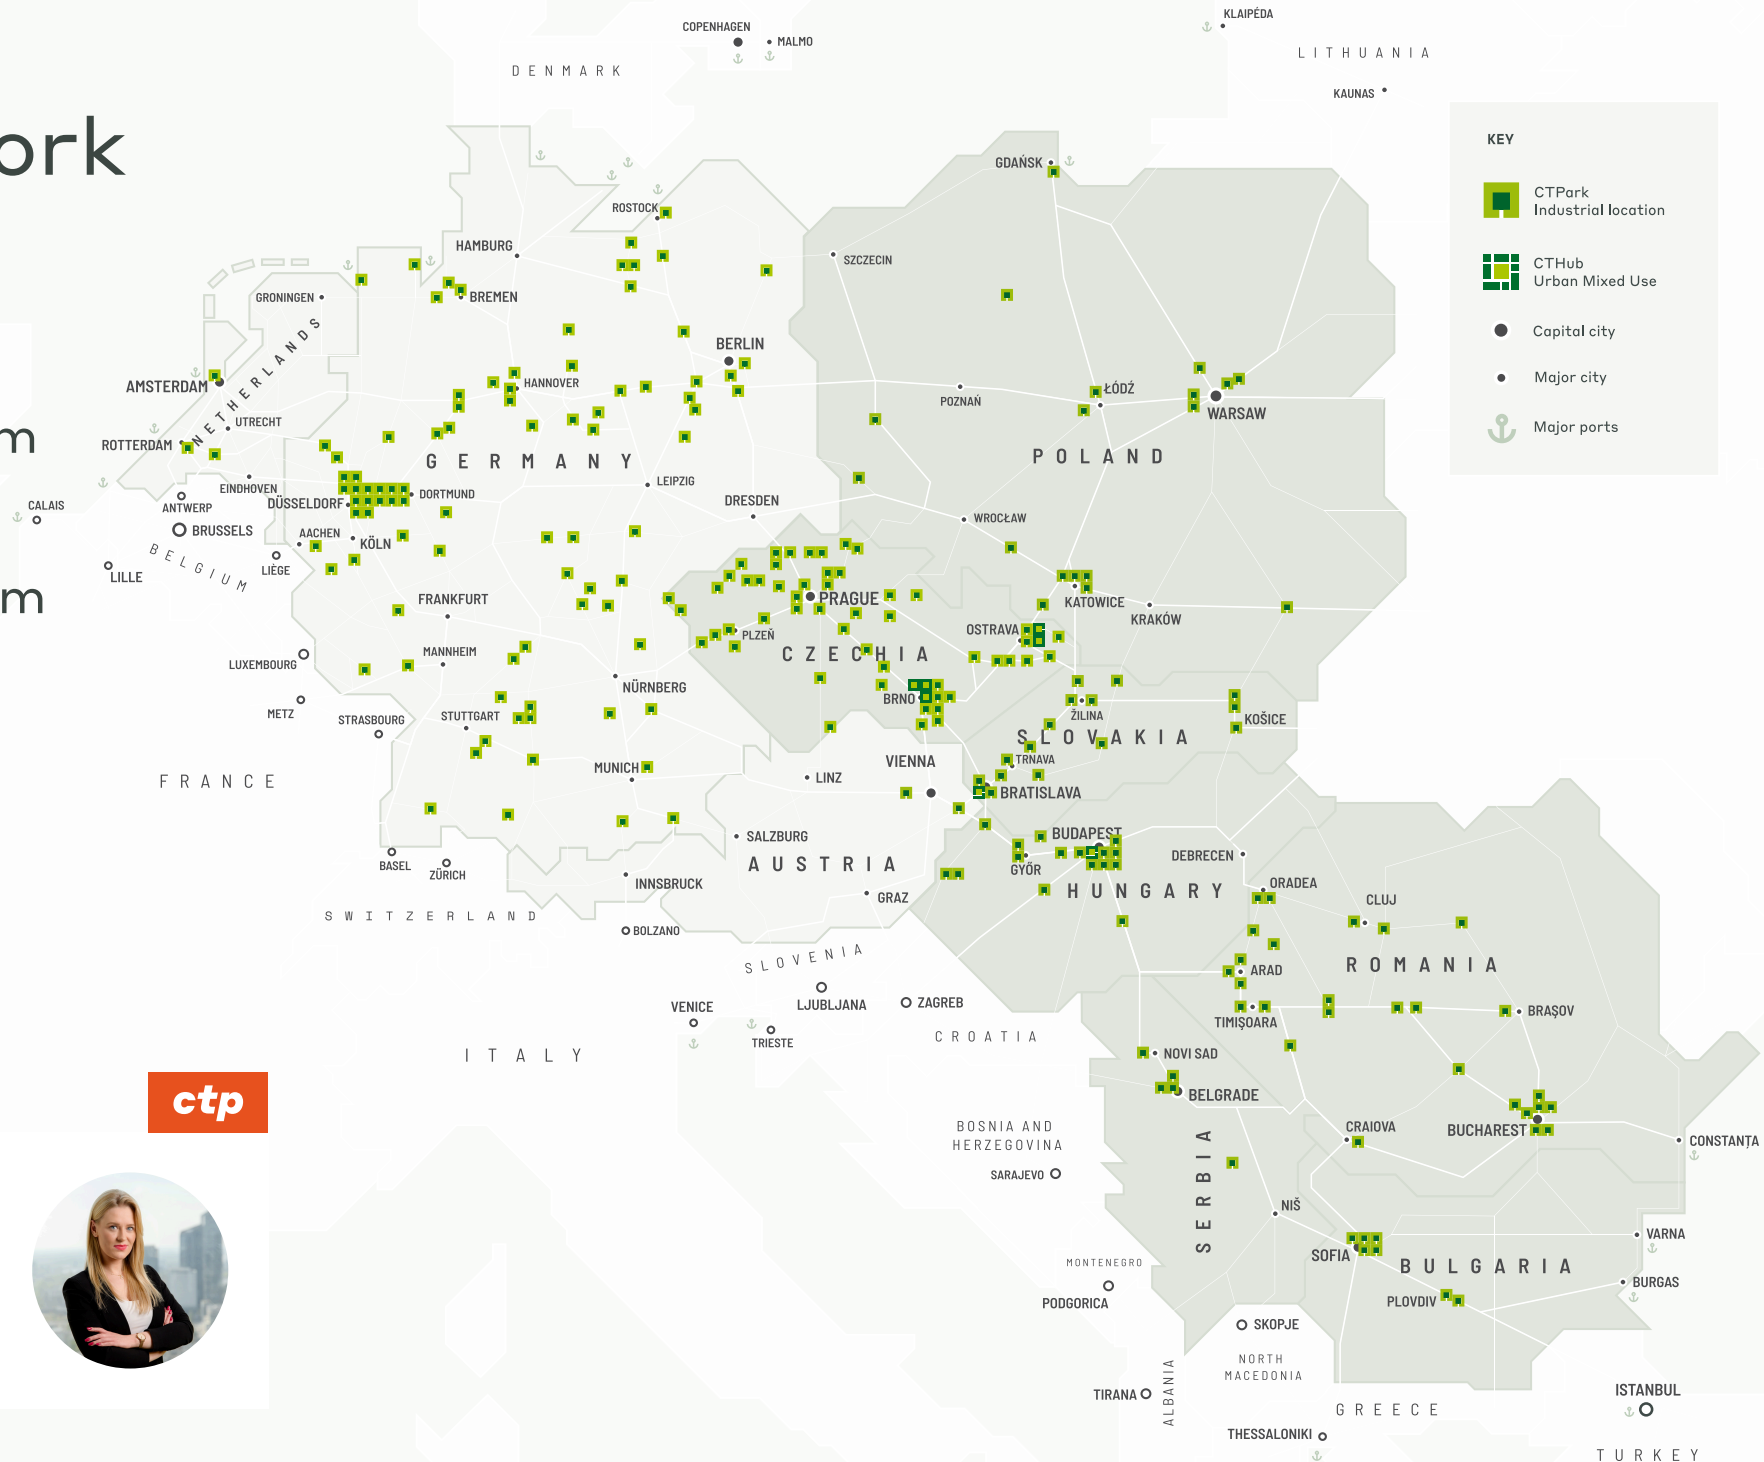 ork
m
m
KEY
CTPark
Industrial location
CTHub
Urban Mixed Use
Capital city
Major city
Major ports
COPENHAGEN
MALMO
KLAIPÉDA
LITHUANIA
KAUNAS
DENMARK
GDAŃSK
ROSTOCK
HAMBURG
SZCZECIN
GRONINGEN
BREMEN
NETHERLANDS
BERLIN
AMSTERDAM
HANNOVER
POZNAŃ
ŁÓDŹ
WARSAW
UTRECHT
ROTTERDAM
GERMANY
POLAND
EINDHOVEN
DÜSSELDORF
DORTMUND
LEIPZIG
DRESDEN
CALAIS
ANTWERP
BRUSSELS
AACHEN
KÖLN
WROCŁAW
BELGIUM
LIÈGE
LILLE
FRANKFURT
PRAGUE
KATOWICE
KRAKÓW
PLZEŇ
OSTRAVA
CZECHIA
LUXEMBOURG
MANNHEIM
NÜRNBERG
BRNO
METZ
STRASBOURG
STUTTGART
ŽILINA
KOŠICE
SLOVAKIA
VIENNA
TRNAVA
FRANCE
MUNICH
LINZ
BRATISLAVA
SALZBURG
BUDAPEST
AUSTRIA
BASEL
ZÜRICH
GYŐR
DEBRECEN
INNSBRUCK
GRAZ
HUNGARY
ORADEA
CLUJ
SWITZERLAND
BOLZANO
SLOVENIA
ROMANIA
ARAD
VENICE
LJUBLJANA
ZAGREB
TIMIȘOARA
BRAȘOV
TRIESTE
CROATIA
ITALY
NOVI SAD
BELGRADE
ctp
BOSNIA AND
HERZEGOVINA
CRAIOVA
BUCHAREST
CONSTANȚA
SARAJEVO
SERBIA
NIŠ
VARNA
SOFIA
BULGARIA
MONTENEGRO
BURGAS
PODGORICA
PLOVDIV
SKOPJE
NORTH
MACEDONIA
TIRANA
ALBANIA
ISTANBUL
GREECE
THESSALONIKI
TURKEY